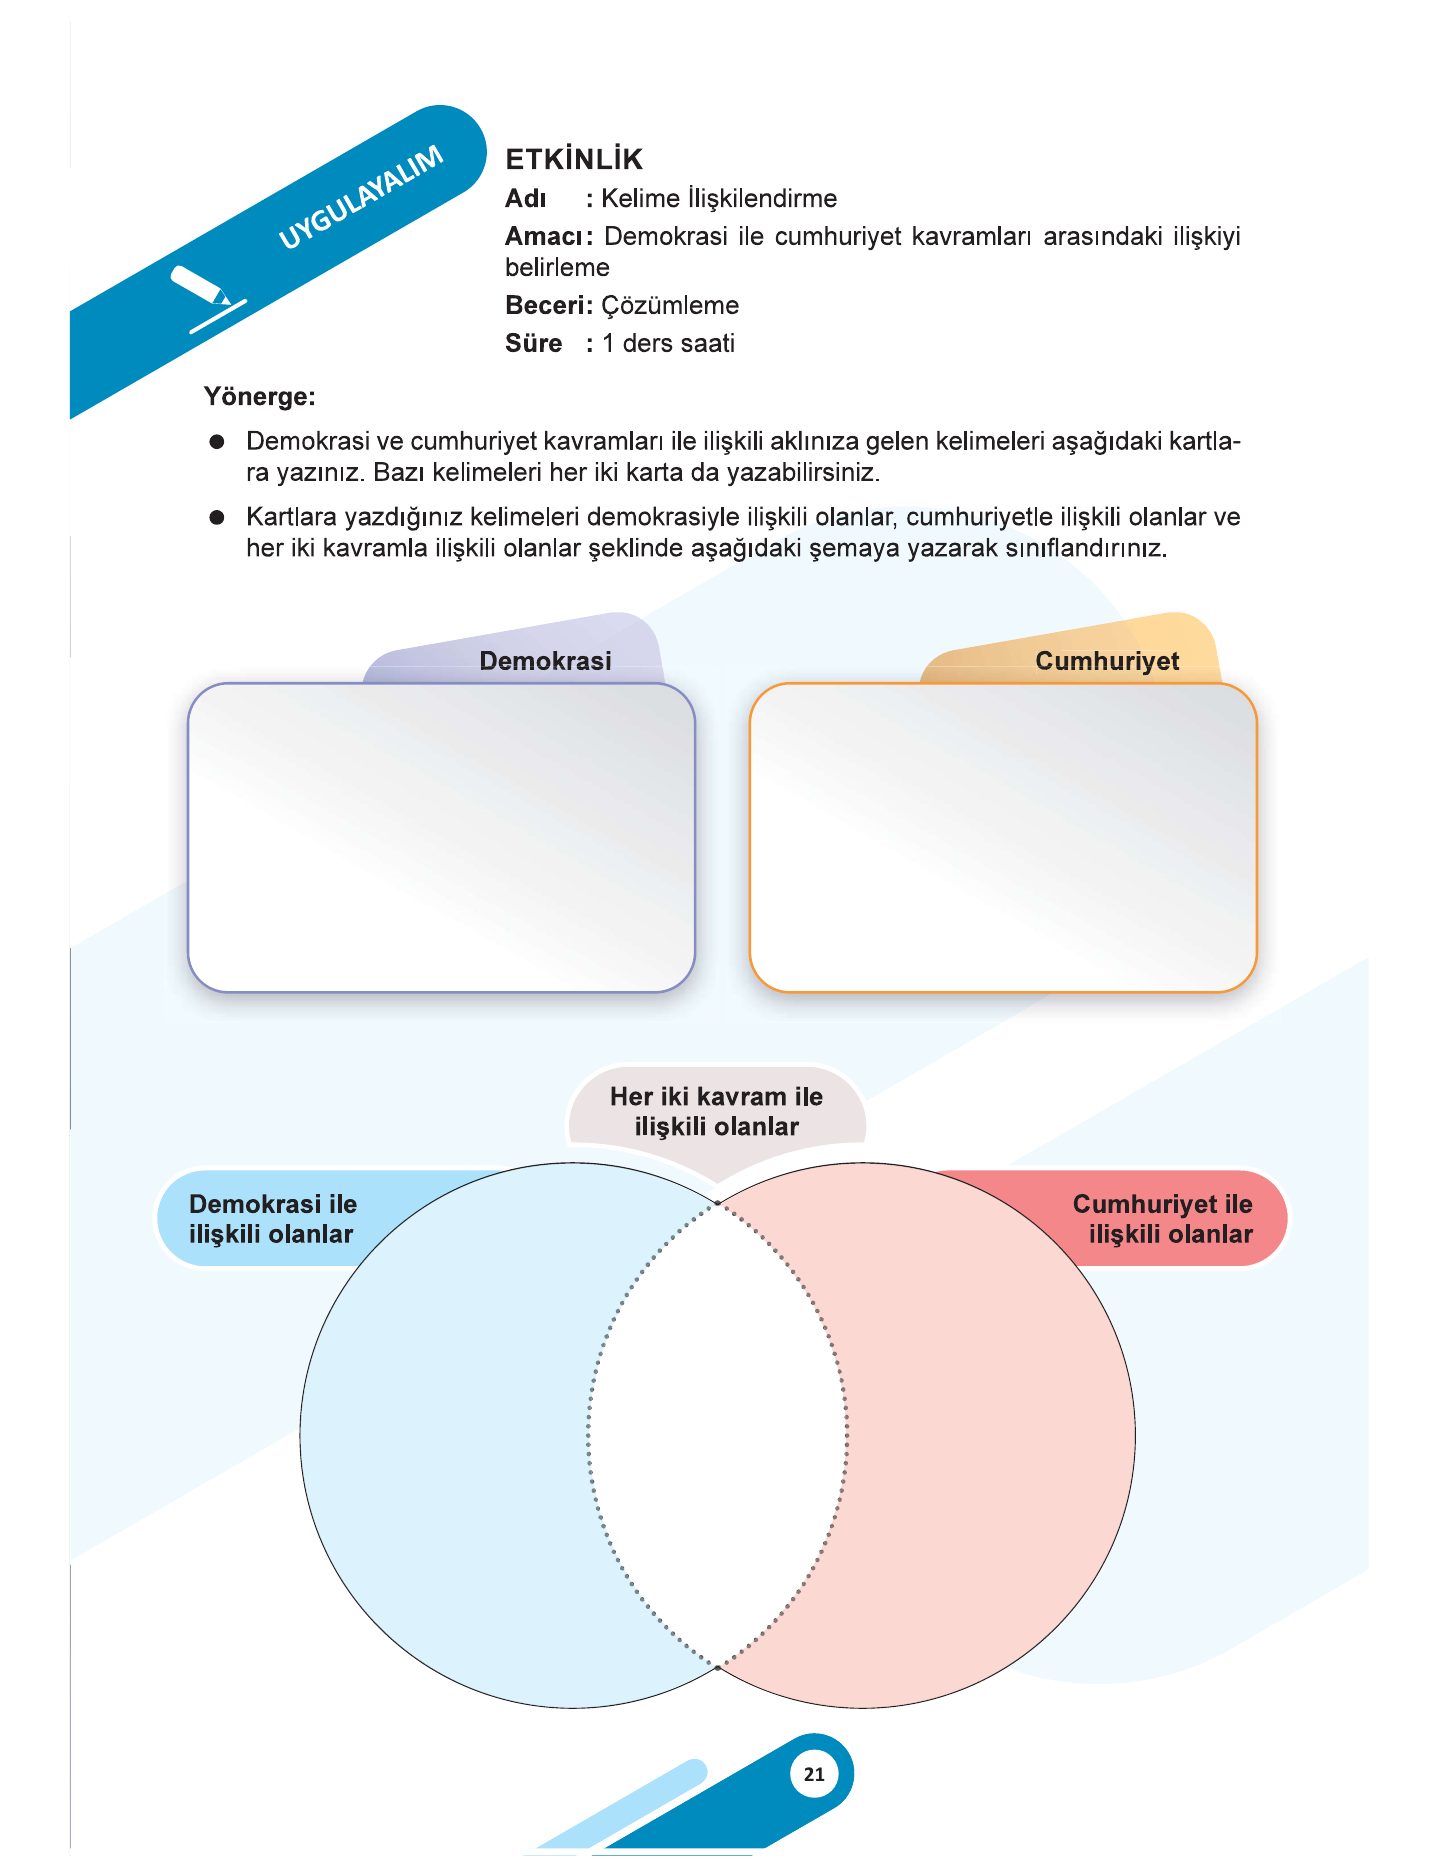 UYGULAYALIM
ETKİNLİK
Adı : Kelime İlişkilendirme
Amacı: Demokrasi ile cumhuriyet kavramları arasındaki ilişkiyi
belirleme
Beceri: Çözümleme
Süre : 1 ders saati
Yönerge:
● Demokrasi ve cumhuriyet kavramları ile ilişkili aklınıza gelen kelimeleri aşağıdaki kartla-
ra yazınız. Bazı kelimeleri her iki karta da yazabilirsiniz.
● Kartlara yazdığınız kelimeleri demokrasiyle ilişkili olanlar, cumhuriyetle ilişkili olanlar ve
her iki kavramla ilişkili olanlar şeklinde aşağıdaki şemaya yazarak sınıflandırınız.
Demokrasi
Cumhuriyet
Her iki kavram ile
ilişkili olanlar
Demokrasi ile
ilişkili olanlar
Cumhuriyet ile
ilişkili olanlar
21